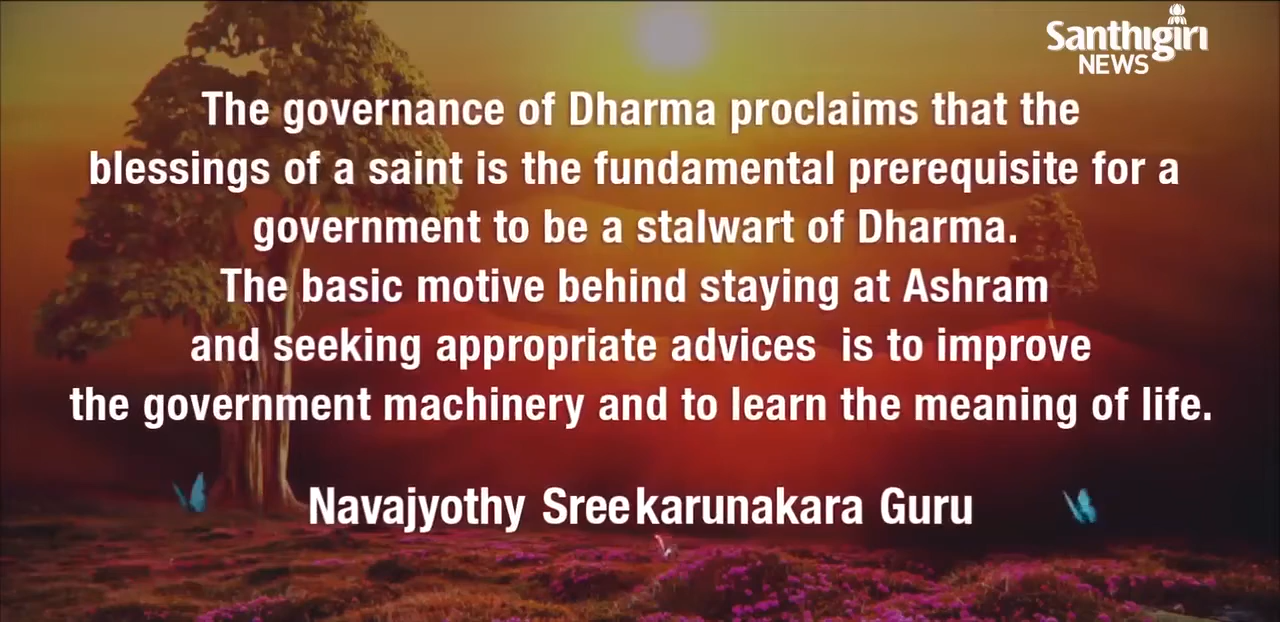 Santhigiri
NEWS
The governance of Dharma proclaims that the
blessings of a saint is the fundamental prerequisite for a
government to be a stalwart of Dharma.
The basic motive behind staying at Ashram
and seeking appropriate advices is to improve
the government machinery and to learn the meaning of life.
Navajyothy Sreekarunakara Guru